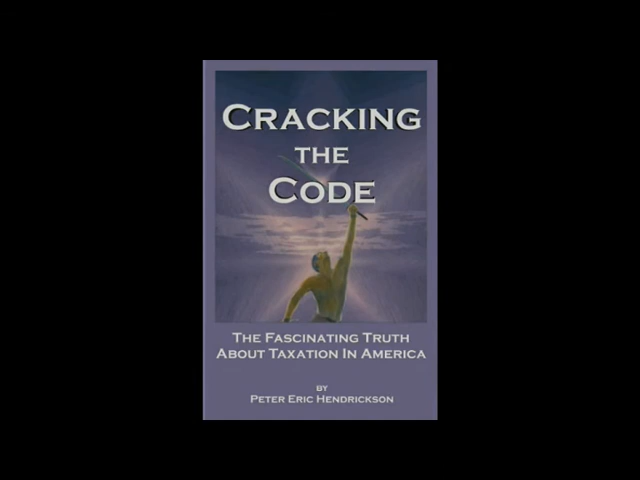 CRACKING
THE
CODE
THE FASCINATING TRUTH
ABOUT TAXATION IN AMERICA
BY
PETER ERIC HENDRICKSON